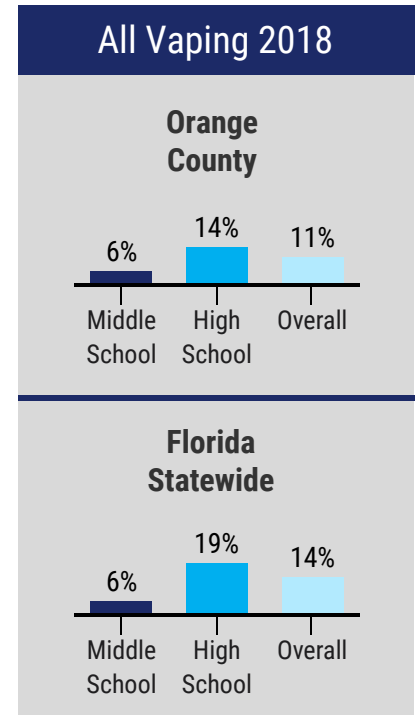 All Vaping 2018
Orange
County
6%
14%
11%
Middle
School
High
School
Overall
Florida
Statewide
6%
19%
14%
Middle
School
High
School
Overall